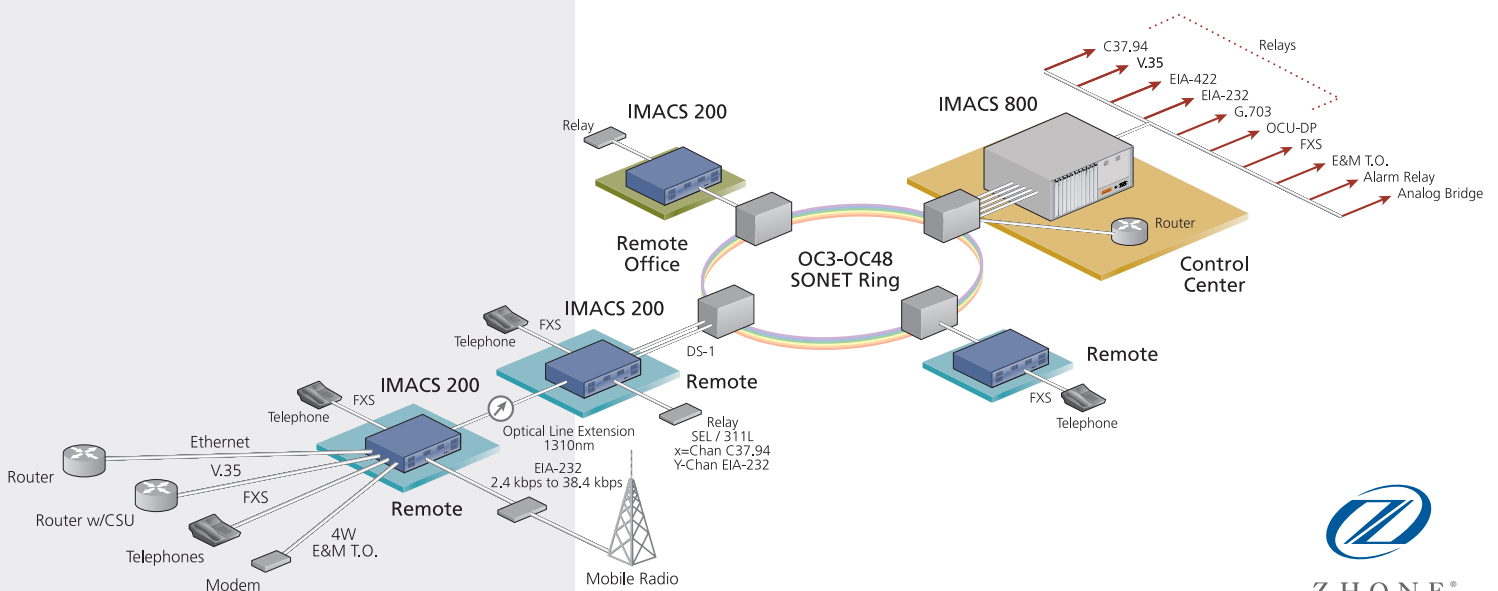 C37.94
V.35
EIA-422
EIA-232
G.703
OCU-DP
FXS
E&M T.O.
Alarm Relay
Analog Bridge
Relays
IMACS 200
Relay
Remote
Office
IMACS 800
Router
Control
Center
OC3-OC48
SONET Ring
IMACS 200
FXS
Telephone
DS-1
Remote
Relay
SEL / 311L
x=Chan C37.94
Y-Chan EIA-232
Remote
FXS
Telephone
IMACS 200
FXS
Telephone
Optical Line Extension
1310nm
Ethernet
Router
V.35
Router w/CSU
FXS
Telephones
4W
E&M T.O.
Modem
Remote
EIA-232
2.4 kbps to 38.4 kbps
Mobile Radio
ZHONE®